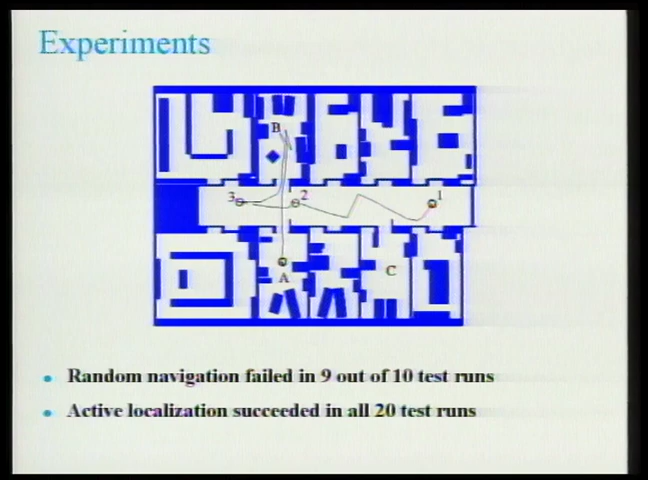 Experiments
B
3
2
1
A
C
Random navigation failed in 9 out of 10 test runs
Active localization succeeded in all 20 test runs